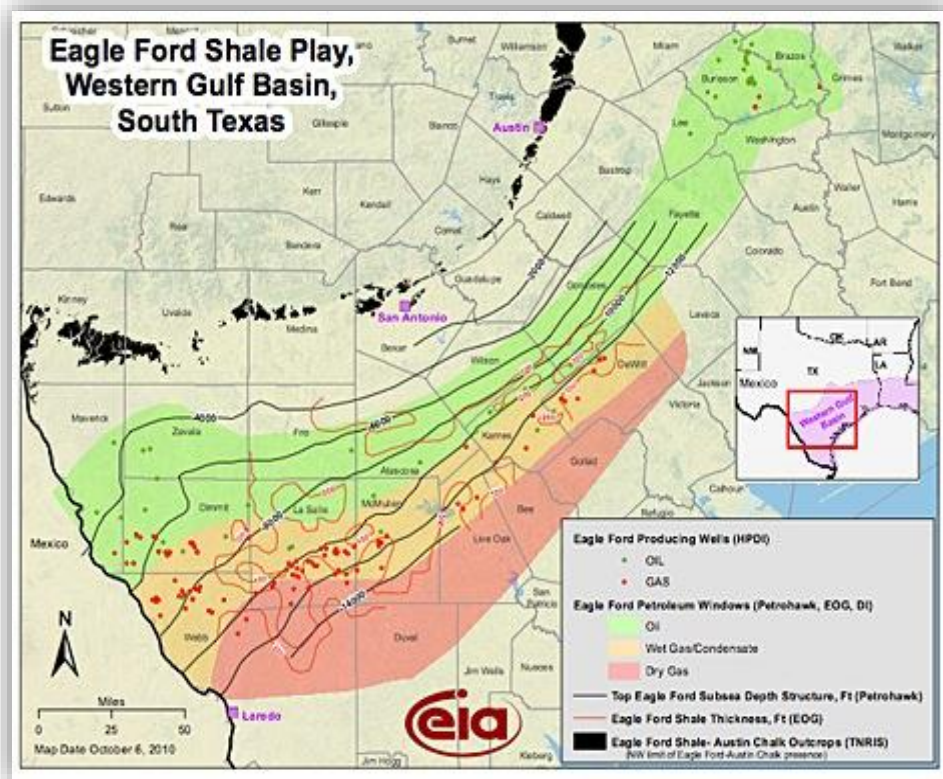 Eagle Ford Shale Play,
Western Gulf Basin,
South Texas
Burnet
Williamson
Milam
Brazos
Grimes
Walker
Burleson
Sutton
Gillespie
Travis
Blanco
Austin
Lee
Washington
Montgomery
Edwards
Kerr
Hays
Bastrop
Waller
Harris
Real
Kendall
Caldwell
Fayette
Austin
Bandera
Comal
Colorado
Guadalupe
-2000
-12000
Gonzales
Fort Bend
Kinney
Uvalde
Medina
San Antonio
-10000
Lavaca
Bexar
Wilson
DeWitt
NM
OK
AR
LA
TX
Mexico
Western Gulf
Basin
Jackson
Victoria
Maverick
Zavala
-4000
Frio
-6000
Karnes
Goliad
Atascosa
Calhoun
Dimmit
La Salle
McMullen
Bee
Refugio
-8000
Live Oak
Mexico
-14000
San
Patricio
N
Webb
Duval
Jim Wells
Nueces
Laredo
Jim Hogg
Kleberg
Miles
0 25 50
Map Date October 6, 2010
eia
Eagle Ford Producing Wells (HPDI)
OIL
GAS
Eagle Ford Petroleum Windows (Petrohawk, EOG, DI)
Oil
Wet Gas/Condensate
Dry Gas
Top Eagle Ford Subsea Depth Structure, Ft (Petrohawk)
Eagle Ford Shale Thickness, Ft (EOG)
Eagle Ford Shale- Austin Chalk Outcrops (TNRIS)
(NW limit of Eagle Ford-Austin Chalk presence)